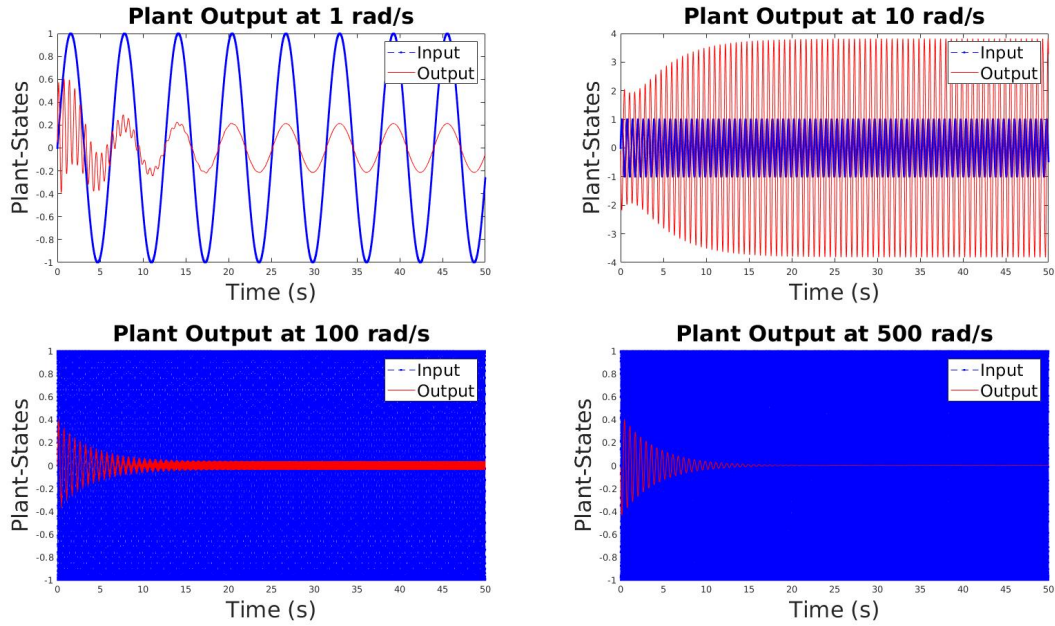 Plant Output at 1 rad/s
Plant-States
1
0.8
0.6
0.4
0.2
0
-0.2
-0.4
-0.6
-0.8
-1
Input
Output
0 5 10 15 20 25 30 35 40 45 50
Time (s)
Plant Output at 10 rad/s
Plant-States
4
3
2
1
0
-1
-2
-3
-4
Input
Output
0 5 10 15 20 25 30 35 40 45 50
Time (s)
Plant Output at 100 rad/s
Plant-States
1
0.8
0.6
0.4
0.2
0
-0.2
-0.4
-0.6
-0.8
-1
Input
Output
0 5 10 15 20 25 30 35 40 45 50
Time (s)
Plant Output at 500 rad/s
Plant-States
1
0.8
0.6
0.4
0.2
0
-0.2
-0.4
-0.6
-0.8
-1
Input
Output
0 5 10 15 20 25 30 35 40 45 50
Time (s)